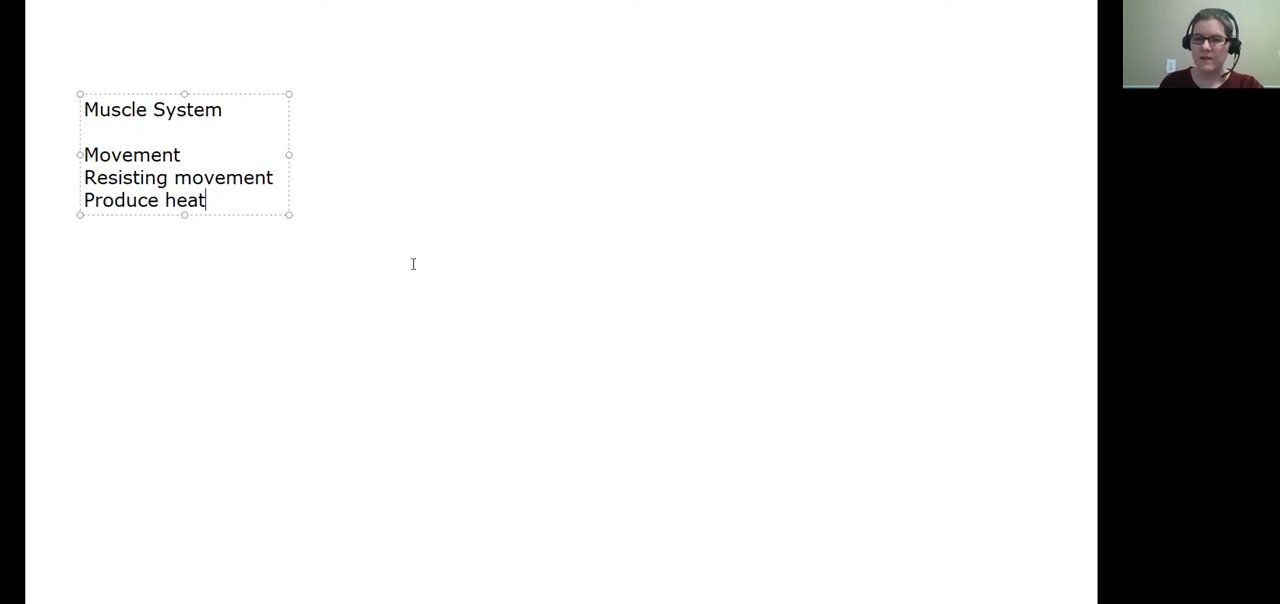 Muscle System
Movement
Resisting movement
Produce heat